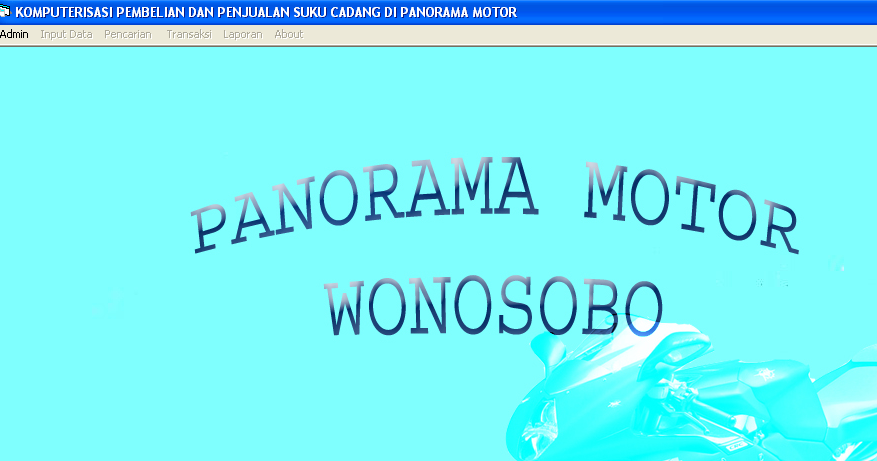 KOMPUTERISASI PEMBELIAN DAN PENJUALAN SUKU CADANG DI PANORAMA MOTOR
Admin Input Data Pencarian Transaksi Laporan About
PANORAMA MOTOR
WONOSOBO